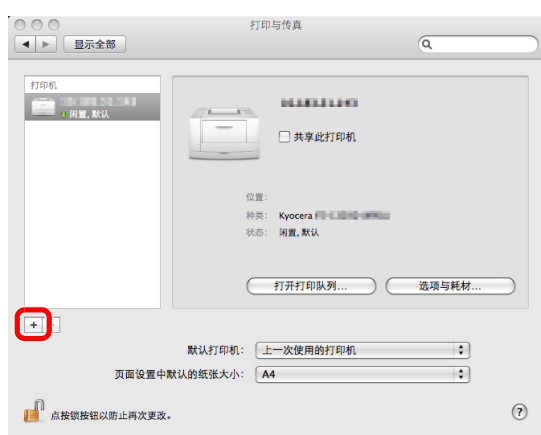 打印与传真
显示全部
打印机
闲置, 默认
共享此打印机
位置:
种类: Kyocera
状态: 闲置, 默认
打开打印队列...
选项与耗材...
+
默认打印机: 上一次使用的打印机
页面设置中默认的纸张大小: A4
点按锁按钮以防止再次更改。
?